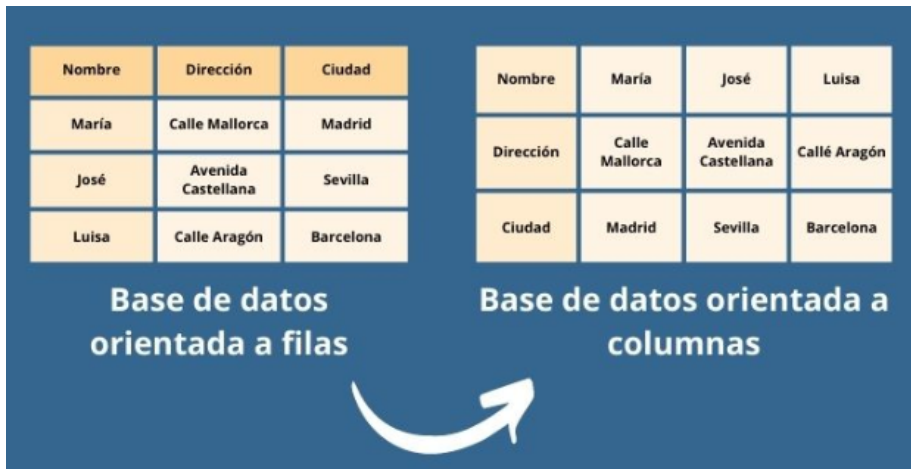 Nombre Dirección Ciudad
María Calle Mallorca Madrid
José Avenida
Castellana Sevilla
Luisa Calle Aragón Barcelona
Base de datos
orientada a filas
Nombre María José Luisa
Dirección Calle
Mallorca Avenida
Castellana Callé Aragón
Ciudad Madrid Sevilla Barcelona
Base de datos orientada a
columnas